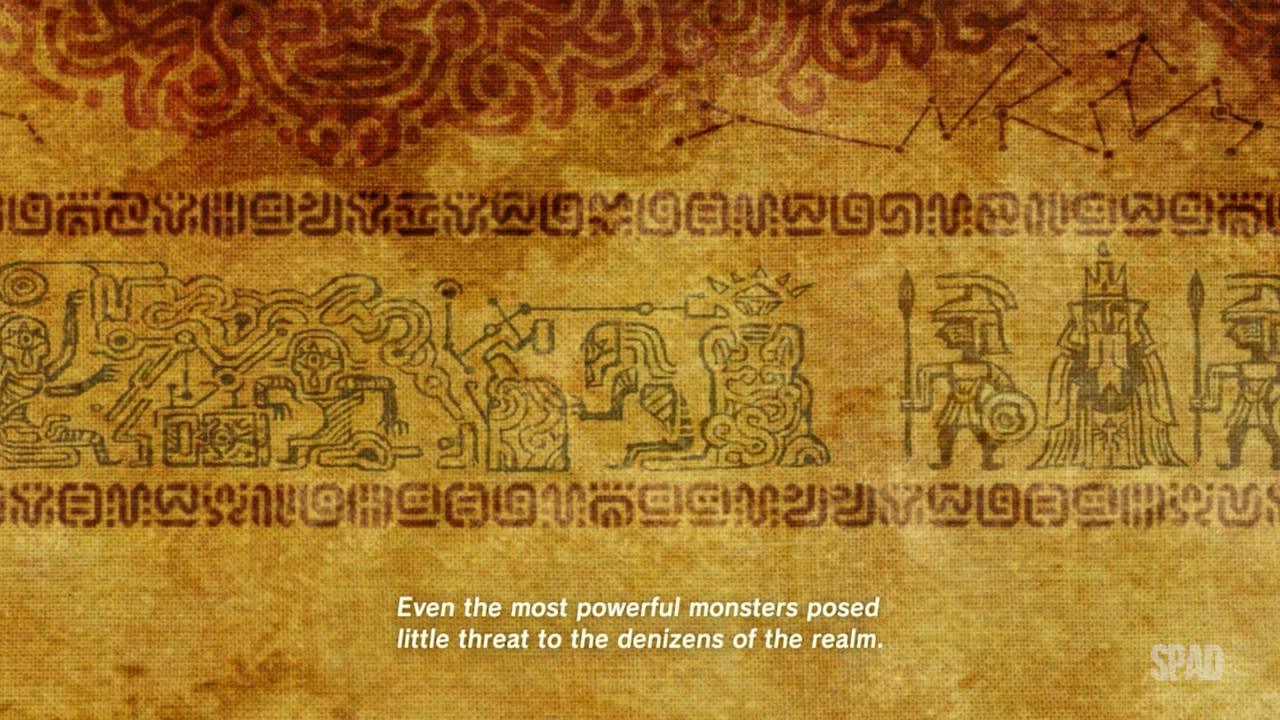 Even the most powerful monsters posed
little threat to the denizens of the realm.
SPAD